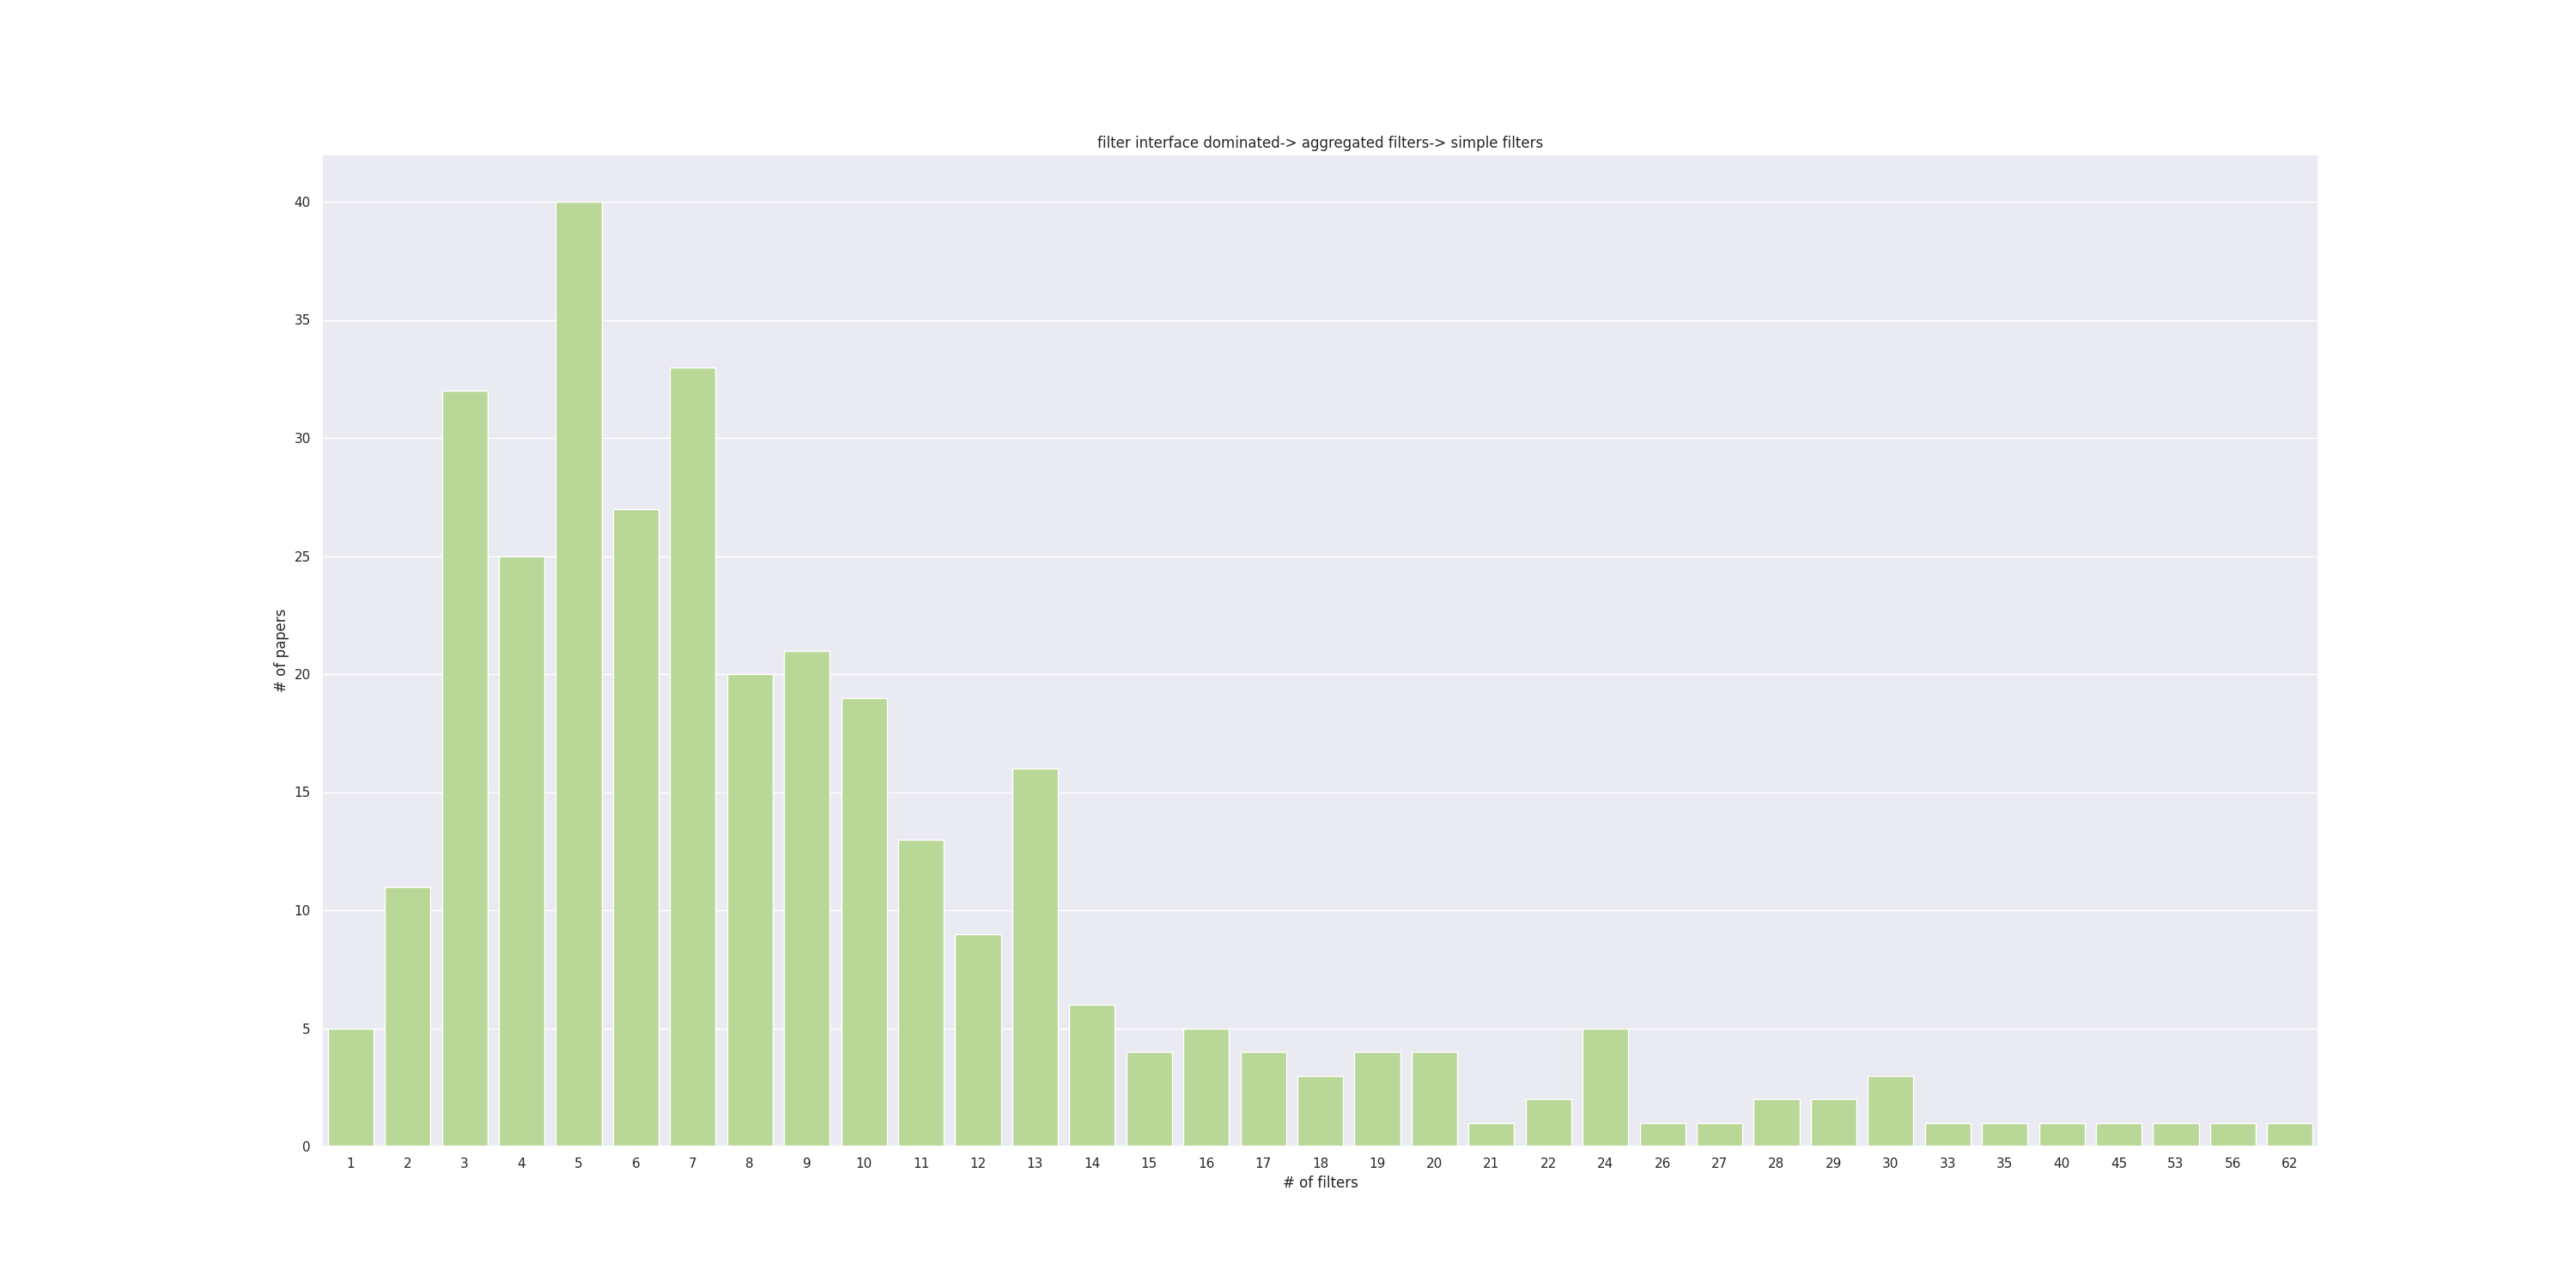 filter interface dominated-> aggregated filters-> simple filters
40
35
30
25
20
15
10
5
0
# of papers
1 2 3 4 5 6 7 8 9 10 11 12 13 14 15 16 17 18 19 20 21 22 24 26 27 28 29 30 33 35 40 45 53 56 62
# of filters